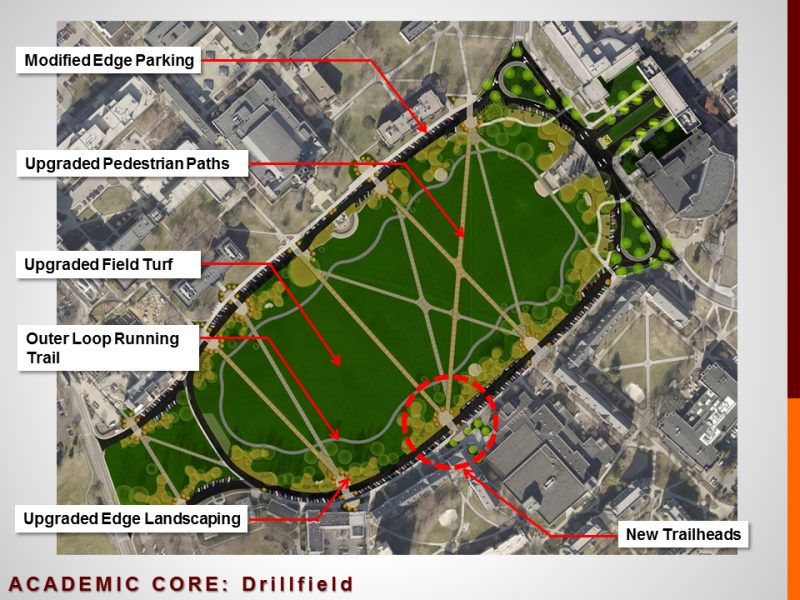 Modified Edge Parking
Upgraded Pedestrian Paths
Upgraded Field Turf
Outer Loop Running
Trail
Upgraded Edge Landscaping
New Trailheads
ACADEMIC CORE: Drillfield